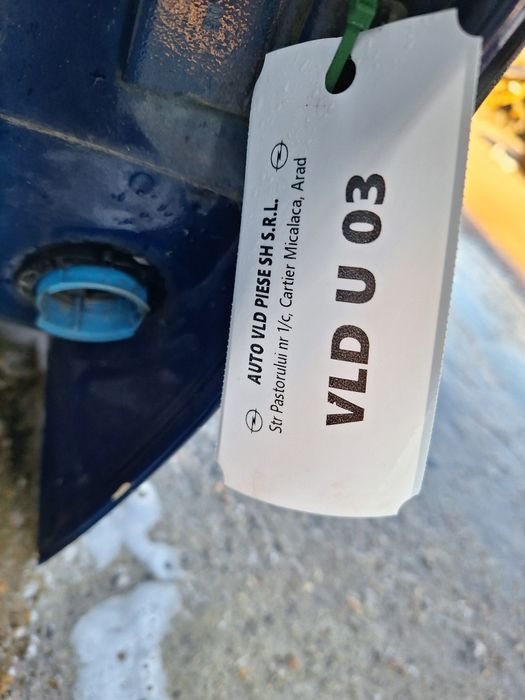 AUTO VLD PIESE SH S.R.L.
Str Pastorului nr 1/c, Cartier Micalaca, Arad
VLD U 03